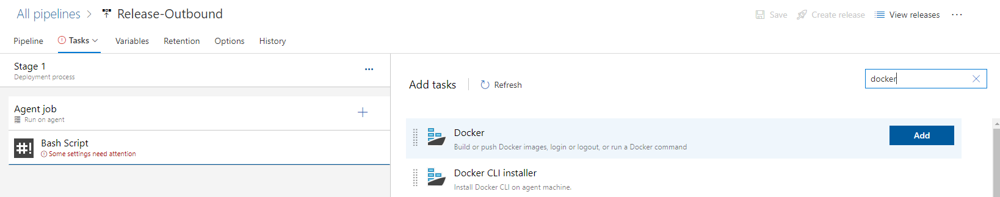 All pipelines > Release-Outbound
Save Create release View releases ...
Pipeline Tasks Variables Retention Options History
Stage 1
Deployment process
...
Add tasks Refresh
docker
Agent job
Run on agent
#! Bash Script
Some settings need attention
Docker
Build or push Docker images, login or logout, or run a Docker command
Add
Docker CLI installer
Install Docker CLI on agent machine.